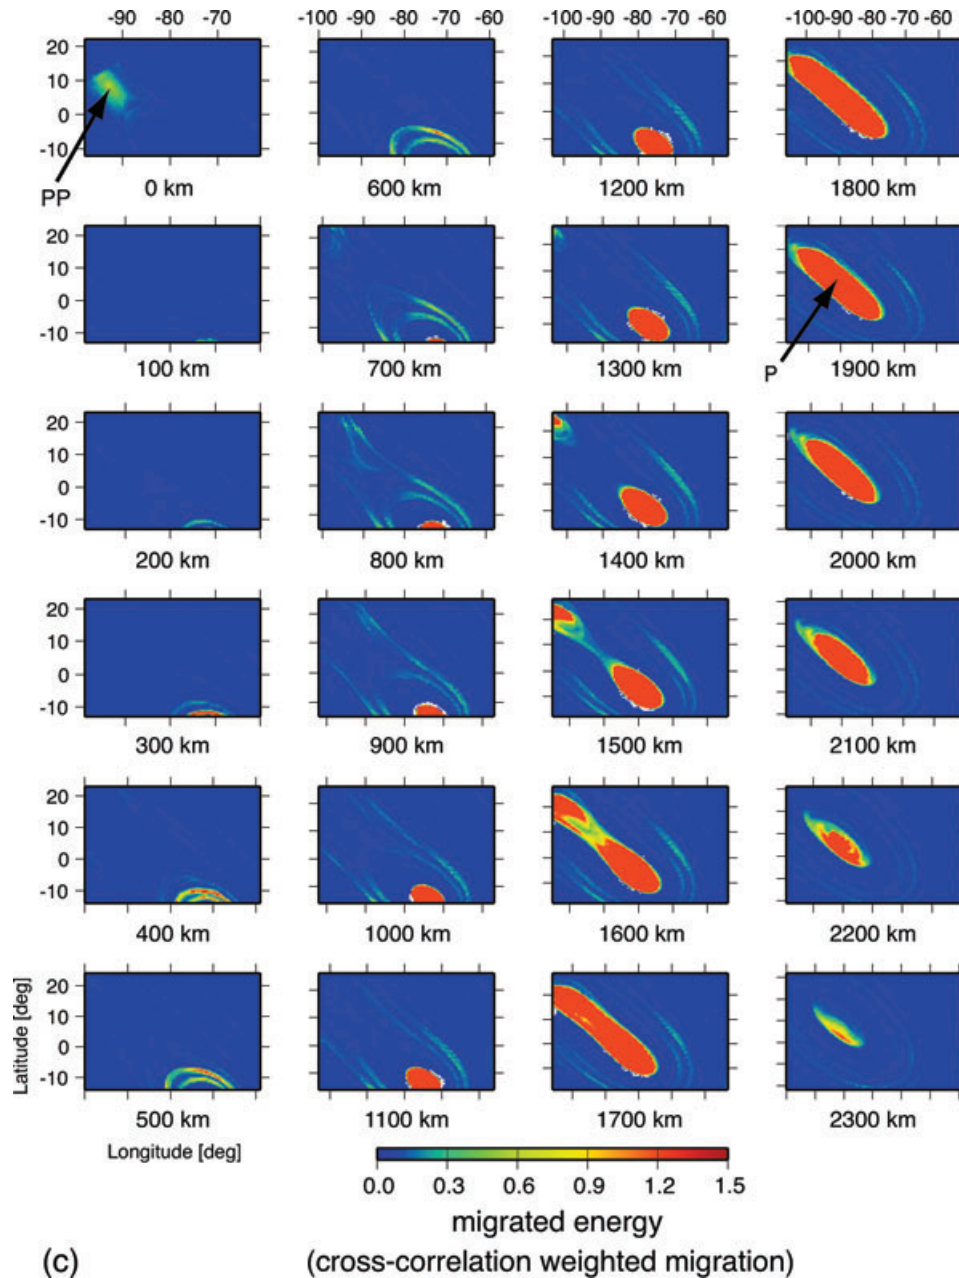 -90 -80 -70
-100 -90 -80 -70 -60
-100 -90 -80 -70 -60
-100 -90 -80 -70 -60
20
10
0
-10
PP
0 km
600 km
1200 km
1800 km
20
10
0
-10
100 km
700 km
1300 km
P
1900 km
20
10
0
-10
200 km
800 km
1400 km
2000 km
20
10
0
-10
300 km
900 km
1500 km
2100 km
20
10
0
-10
400 km
1000 km
1600 km
2200 km
Latitude [deg]
20
10
0
-10
500 km
1100 km
1700 km
2300 km
Longitude [deg]
0.0 0.3 0.6 0.9 1.2 1.5
migrated energy
(c) (cross-correlation weighted migration)